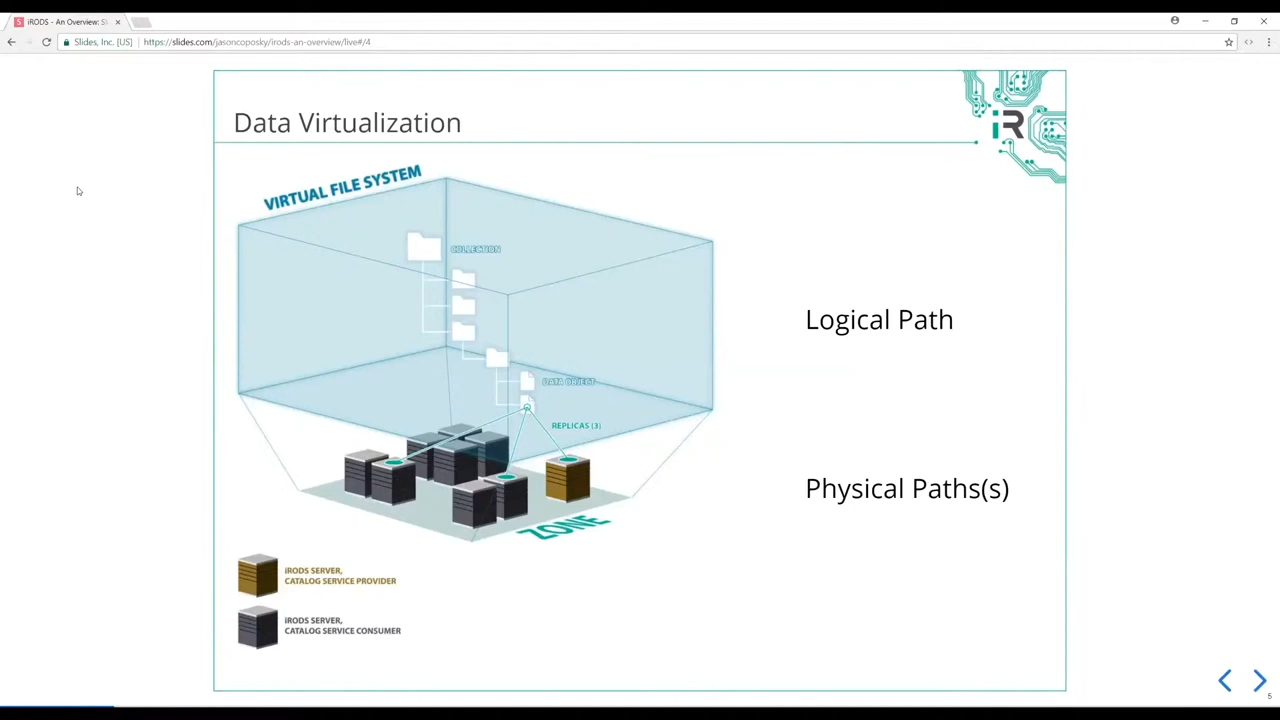 iRODS - An Overview: Sl
Slides, Inc. [US]
https://slides.com/jasoncoposky/irods-an-overview/live#/4
Data Virtualization
iR
VIRTUAL FILE SYSTEM
COLLECTION
Logical Path
DATA OBJECT
REPLICAS (3)
Physical Paths(s)
ZONE
iRODS SERVER,
CATALOG SERVICE PROVIDER
iRODS SERVER,
CATALOG SERVICE CONSUMER
5